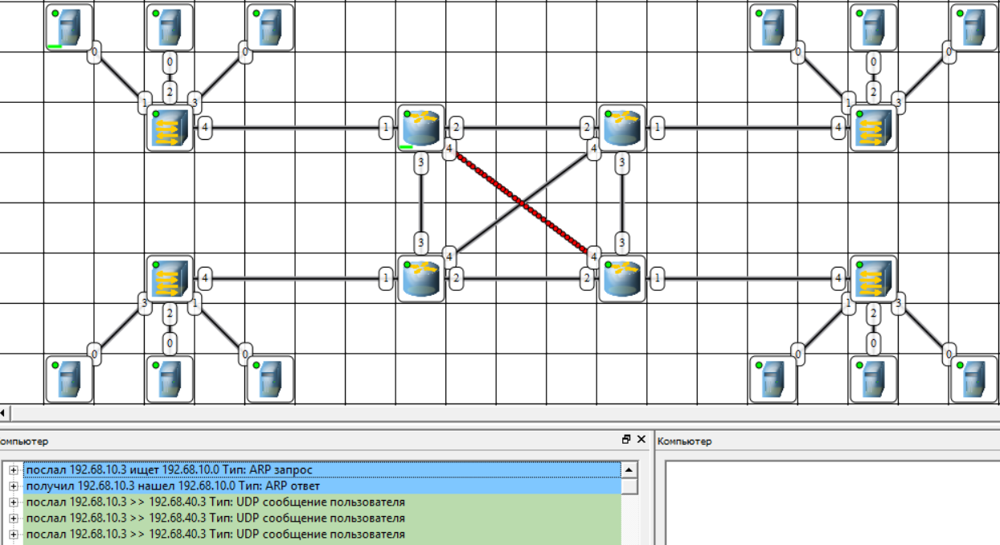 0 0 0 0 0 0
1 2 3 1 2 3
4 1 2 2 1 4
4 4
3 3
3 3
4 4
4 1 2 2 1 4
3 2 1 1 2 3
0 0 0 0 0 0
омпьютер
Компьютер
послал 192.68.10.3 ищет 192.68.10.0 Тип: ARP запрос
получил 192.68.10.3 нашел 192.68.10.0 Тип: ARP ответ
послал 192.68.10.3 >> 192.68.40.3 Тип: UDP сообщение пользователя
послал 192.68.10.3 >> 192.68.40.3 Тип: UDP сообщение пользователя
послал 192.68.10.3 >> 192.68.40.3 Тип: UDP сообщение пользователя